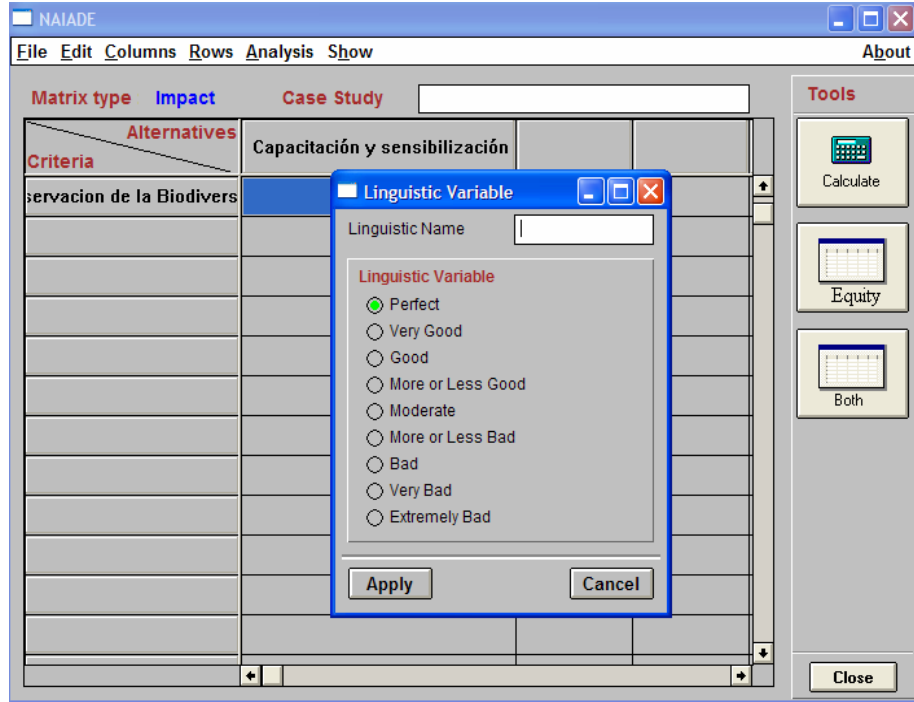 NAIADE
File Edit Columns Rows Analysis Show About
Matrix type Impact Case Study
Tools
Alternatives
Criteria
Capacitación y sensibilización
servacion de la Biodivers
Calculate
Equity
Both
Close
Linguistic Variable
Linguistic Name
Linguistic Variable
Perfect
Very Good
Good
More or Less Good
Moderate
More or Less Bad
Bad
Very Bad
Extremely Bad
Apply Cancel